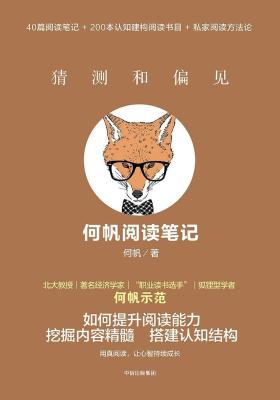 40篇阅读笔记 + 200本认知建构阅读书目 + 私家阅读方法论
猜测和偏见
何帆阅读笔记
何帆／著
北大教授｜著名经济学家｜“职业读书选手”｜狐狸型学者
何帆示范
如何提升阅读能力
挖掘内容精髓 搭建认知结构
用真阅读，让心智持续成长
中信出版集团